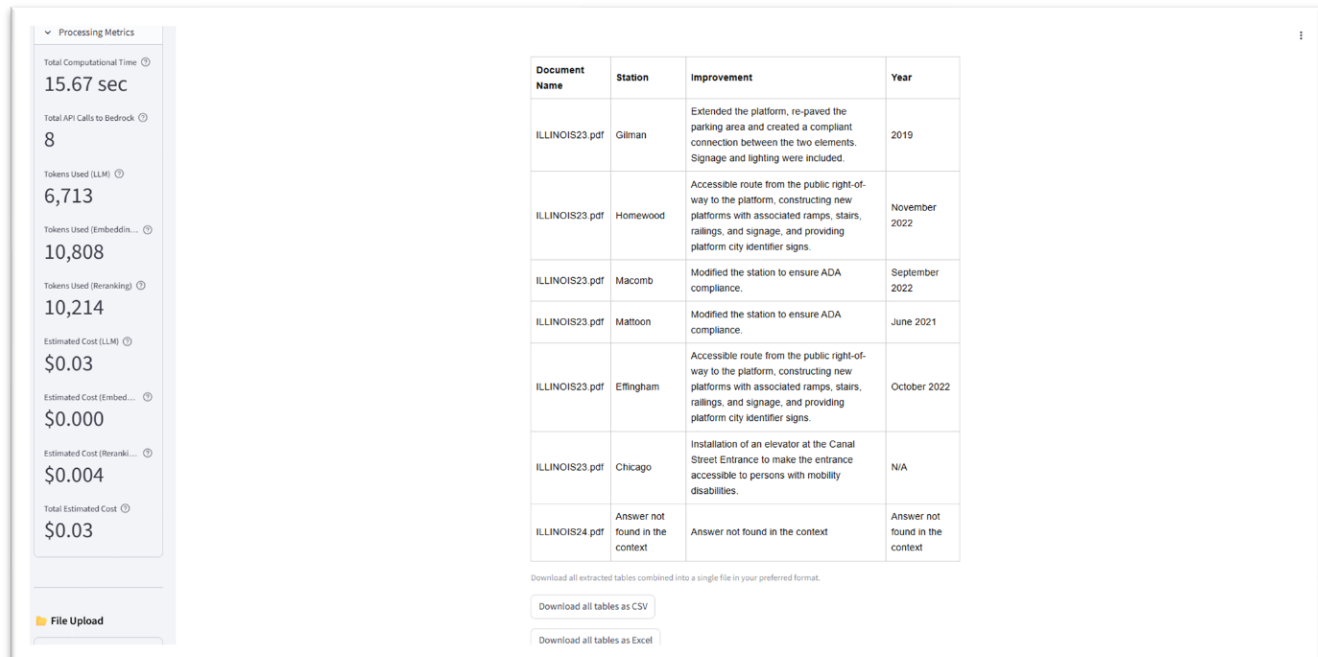 Processing Metrics
Total Computational Time
15.67 sec
Total API Calls to Bedrock
8
Tokens Used (LLM)
6,713
Tokens Used (Embeddin...
10,808
Tokens Used (Reranking)
10,214
Estimated Cost (LLM)
$0.03
Estimated Cost (Embed...
$0.000
Estimated Cost (Reranki...
$0.004
Total Estimated Cost
$0.03
File Upload
Document
Name
Station
Improvement
Year
ILLINOIS23.pdf
Gilman
Extended the platform, re-paved the
parking area and created a compliant
connection between the two elements.
Signage and lighting were included.
2019
ILLINOIS23.pdf
Homewood
Accessible route from the public right-of-
way to the platform, constructing new
platforms with associated ramps, stairs,
railings, and signage, and providing
platform city identifier signs.
November
2022
ILLINOIS23.pdf
Macomb
Modified the station to ensure ADA
compliance.
September
2022
ILLINOIS23.pdf
Mattoon
Modified the station to ensure ADA
compliance.
June 2021
ILLINOIS23.pdf
Effingham
Accessible route from the public right-of-
way to the platform, constructing new
platforms with associated ramps, stairs,
railings, and signage, and providing
platform city identifier signs.
October 2022
ILLINOIS23.pdf
Chicago
Installation of an elevator at the Canal
Street Entrance to make the entrance
accessible to persons with mobility
disabilities.
N/A
ILLINOIS24.pdf
Answer not
found in the
context
Answer not found in the context
Answer not
found in the
context
Download all extracted tables combined into a single file in your preferred format.
Download all tables as CSV
Download all tables as Excel